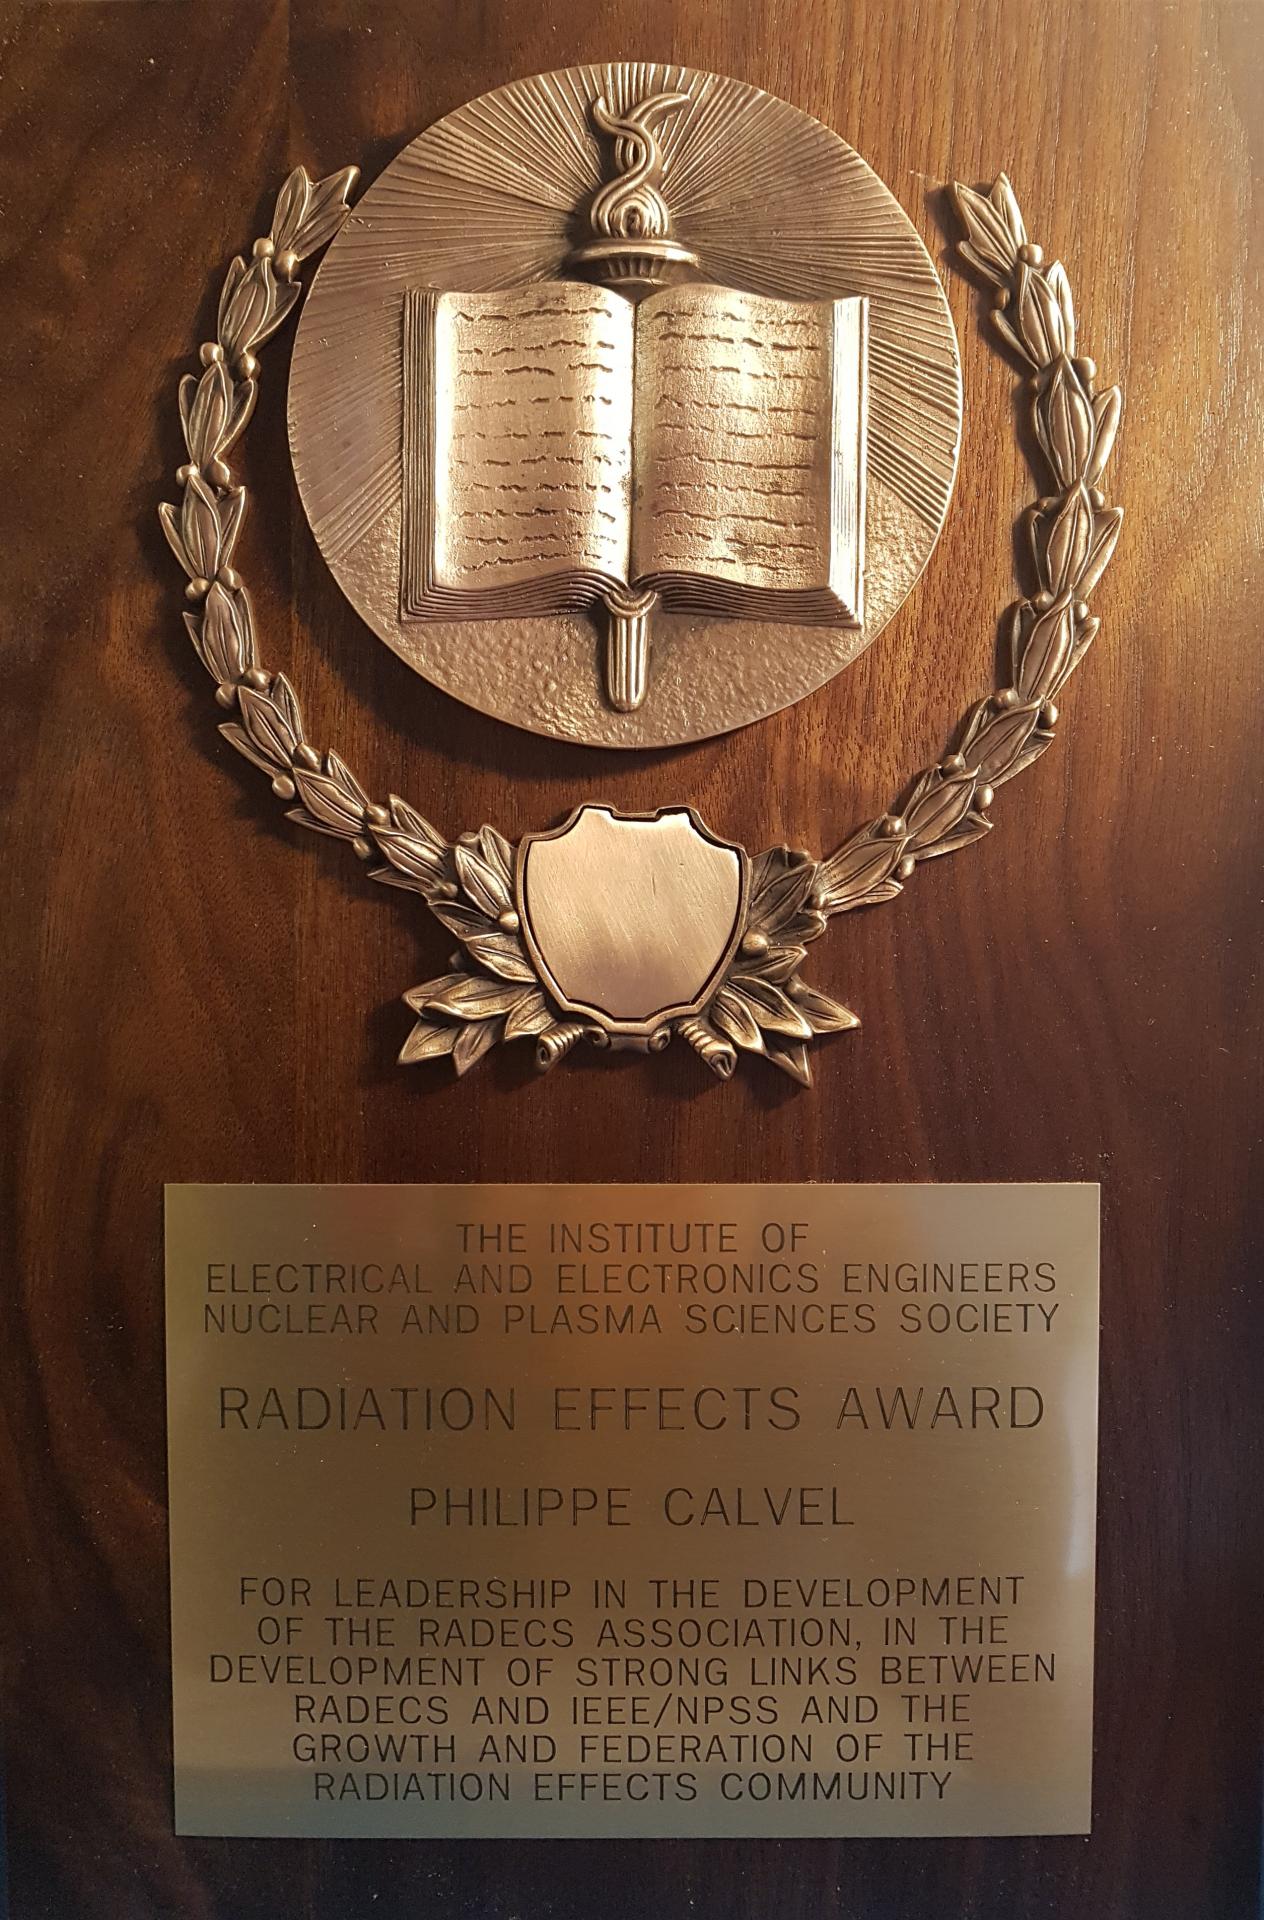 THE INSTITUTE OF
ELECTRICAL AND ELECTRONICS ENGINEERS
NUCLEAR AND PLASMA SCIENCES SOCIETY
RADIATION EFFECTS AWARD
PHILIPPE CALVEL
FOR LEADERSHIP IN THE DEVELOPMENT
OF THE RADECS ASSOCIATION, IN THE
DEVELOPMENT OF STRONG LINKS BETWEEN
RADECS AND IEEE/NPSS AND THE
GROWTH AND FEDERATION OF THE
RADIATION EFFECTS COMMUNITY